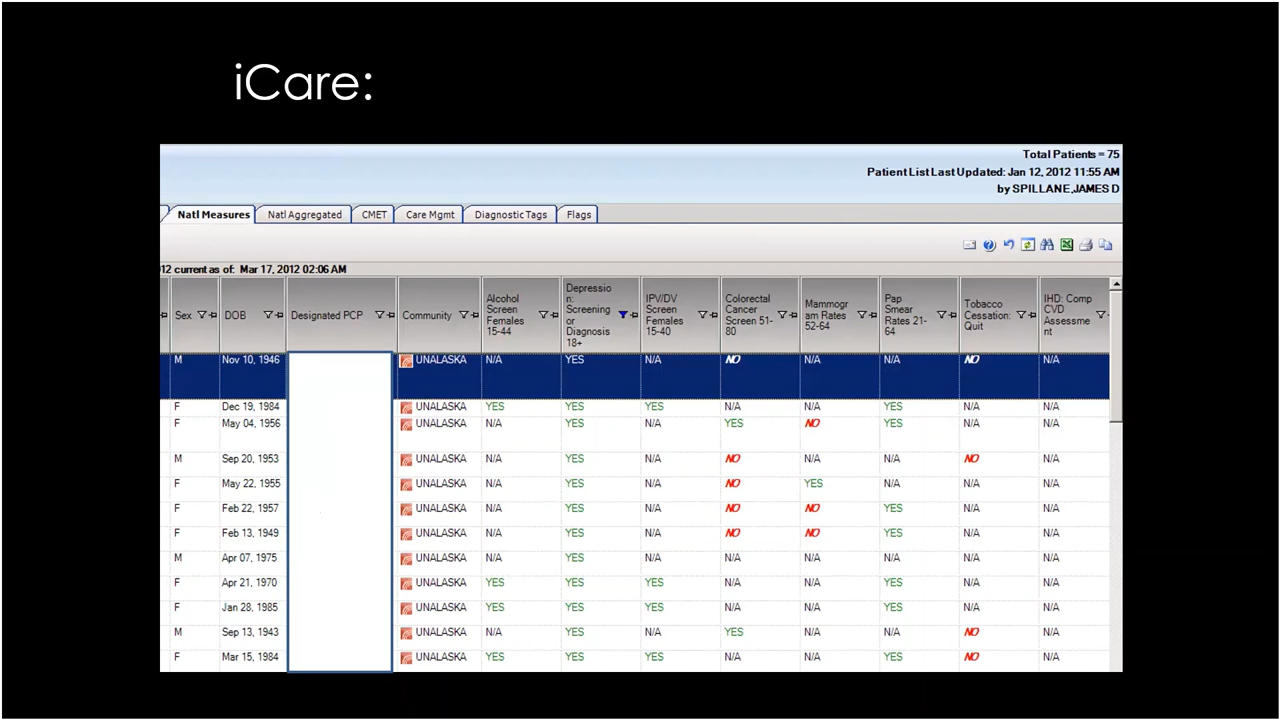 iCare:
Total Patients = 75
Patient List Last Updated: Jan 12, 2012 11:55 AM
by SPILLANE,JAMES D
Natl Measures Natl Aggregated CMET Care Mgmt Diagnostic Tags Flags
12 current as of: Mar 17, 2012 02:06 AM
Sex DOB Designated PCP Community Alcohol Screen Females 15-44 Depressio n: Screening or Diagnosis 18+ IPV/DV Screen Females 15-40 Colorectal Cancer Screen 51-80 Mammogr am Rates 52-64 Pap Smear Rates 21-64 Tobacco Cessation: Quit IHD: Comp CVD Assessme nt
M Nov 10, 1946 UNALASKA N/A YES N/A NO N/A N/A NO N/A
F Dec 19, 1984 UNALASKA YES YES YES N/A N/A YES N/A N/A
F May 04, 1956 UNALASKA N/A YES N/A YES NO YES N/A N/A
M Sep 20, 1953 UNALASKA N/A YES N/A NO N/A N/A NO N/A
F May 22, 1955 UNALASKA N/A YES N/A NO YES N/A N/A N/A
F Feb 22, 1957 UNALASKA N/A YES N/A NO NO YES N/A N/A
F Feb 13, 1949 UNALASKA N/A YES N/A NO NO YES N/A N/A
M Apr 07, 1975 UNALASKA N/A YES N/A N/A N/A N/A N/A N/A
F Apr 21, 1970 UNALASKA YES YES YES N/A N/A YES N/A N/A
F Jan 28, 1985 UNALASKA YES YES YES N/A N/A YES N/A N/A
M Sep 13, 1943 UNALASKA N/A YES N/A YES N/A N/A NO N/A
F Mar 15, 1984 UNALASKA YES YES YES N/A N/A YES NO N/A